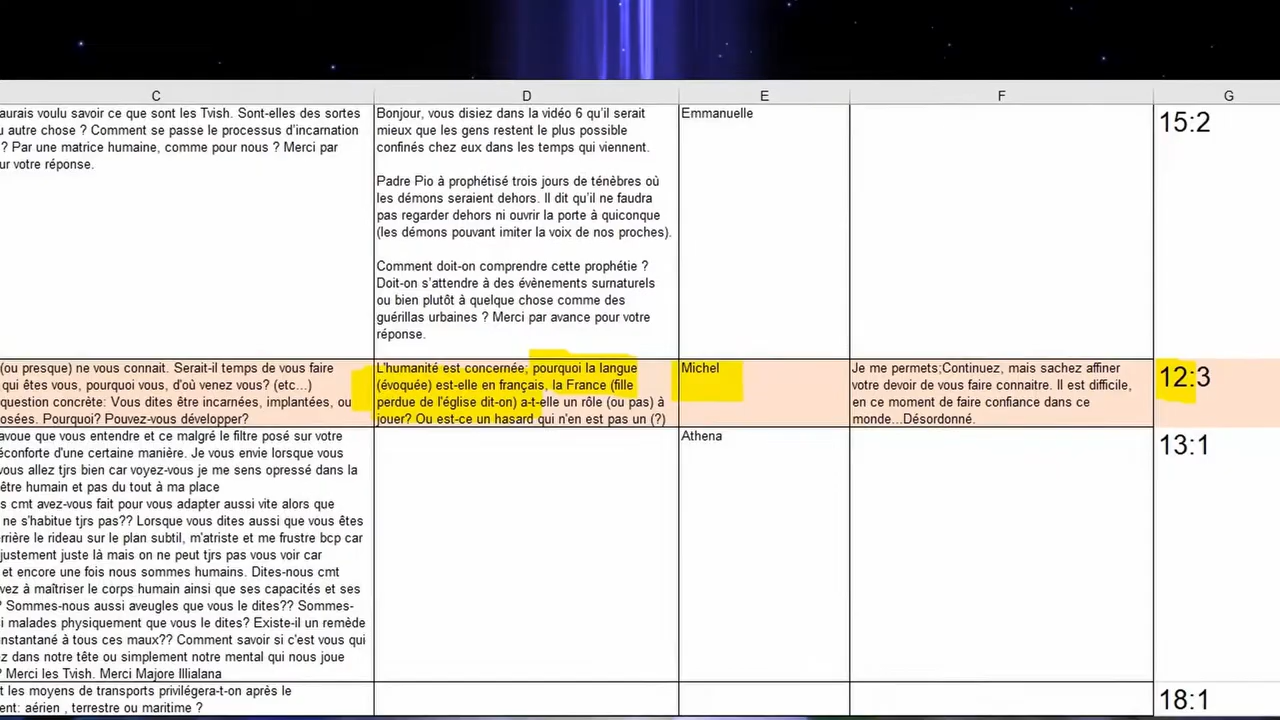 C D E F G
aurais voulu savoir ce que sont les Tvish. Sont-elles des sortes
autre chose ? Comment se passe le processus d'incarnation
? Par une matrice humaine, comme pour nous ? Merci par
ur votre réponse.
Bonjour, vous disiez dans la vidéo 6 qu'il serait
mieux que les gens restent le plus possible
confinés chez eux dans les temps qui viennent.
Padre Pio à prophétisé trois jours de ténèbres où
les démons seraient dehors. Il dit qu'il ne faudra
pas regarder dehors ni ouvrir la porte à quiconque
(les démons pouvant imiter la voix de nos proches).
Comment doit-on comprendre cette prophétie ?
Doit-on s'attendre à des évènements surnaturels
ou bien plutôt à quelque chose comme des
guérillas urbaines ? Merci par avance pour votre
réponse.
Emmanuelle
15:2
(ou presque) ne vous connait. Serait-il temps de vous faire
qui êtes vous, pourquoi vous, d'où venez vous? (etc...)
question concrète: Vous dites être incarnées, implantées, ou
osées. Pourquoi? Pouvez-vous développer?
L'humanité est concernée; pourquoi la langue
(évoquée) est-elle en français, la France (fille
perdue de l'église dit-on) a-t-elle un rôle (ou pas) à
jouer? Ou est-ce un hasard qui n'en est pas un (?)
Michel
Je me permets;Continuez, mais sachez affiner
votre devoir de vous faire connaitre. Il est difficile,
en ce moment de faire confiance dans ce
monde...Désordonné.
12:3
avoue que vous entendre et ce malgré le filtre posé sur votre
éconforte d'une certaine manière. Je vous envie lorsque vous
vous allez tjrs bien car voyez-vous je me sens opressé dans la
être humain et pas du tout à ma place
s cmt avez-vous fait pour vous adapter aussi vite alors que
ne s'habitue tjrs pas?? Lorsque vous dites aussi que vous êtes
rrière le rideau sur le plan subtil, m'atriste et me frustre bcp car
justement juste là mais on ne peut tjrs pas vous voir car
et encore une fois nous sommes humains. Dites-nous cmt
vez à maîtriser le corps humain ainsi que ses capacités et ses
? Sommes-nous aussi aveugles que vous le dites?? Sommes-
i malades physiquement que vous le dites? Existe-il un remède
nstantané à tous ces maux?? Comment savoir si c'est vous qui
z dans notre tête ou simplement notre mental qui nous joue
? Merci les Tvish. Merci Majore Illialana
Athena
13:1
t les moyens de transports privilégera-t-on après le
ent: aérien , terrestre ou maritime ?
18:1